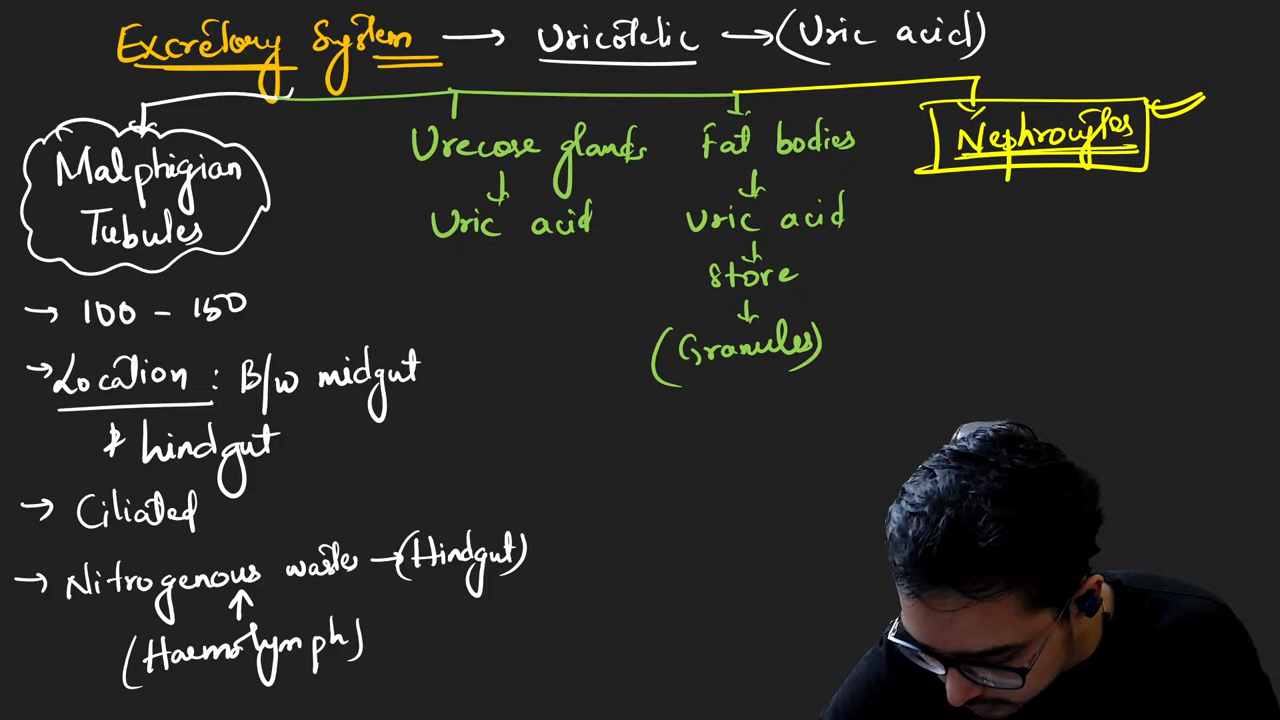 Excretory System → Uricotelic → (Uric acid)
Malphigian
Tubules
→ 100 - 150
→ Location : B/w midgut
& hindgut
→ Ciliated
→ Nitrogenous wastes → (Hindgut)
↑
(Haemolymph)
Urecose glands
↓
Uric acid
Fat bodies
↓
Uric acid
↓
Store
↓
(Granules)
Nephrocytes